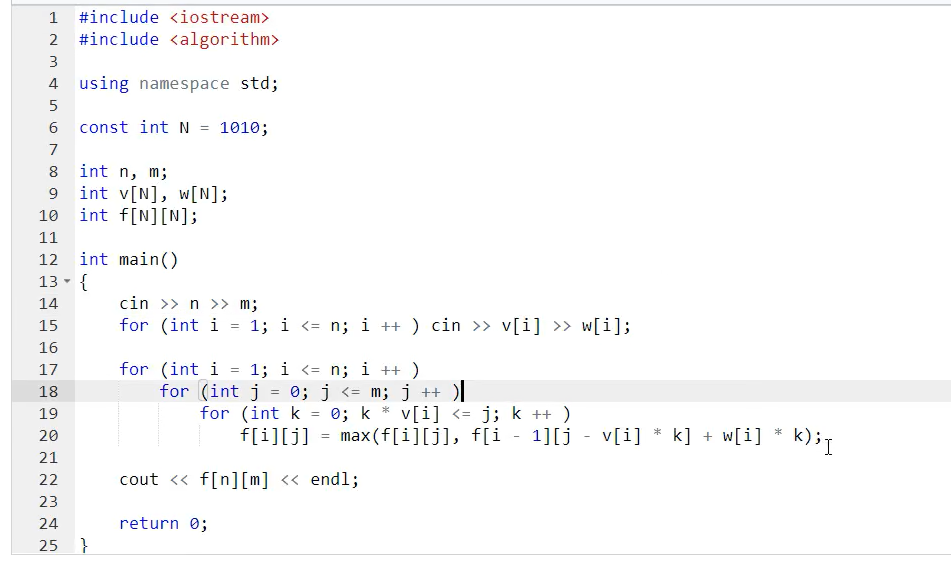 1 #include <iostream>
2 #include <algorithm>
3
4 using namespace std;
5
6 const int N = 1010;
7
8 int n, m;
9 int v[N], w[N];
10 int f[N][N];
11
12 int main()
13 {
14     cin >> n >> m;
15     for (int i = 1; i <= n; i ++ ) cin >> v[i] >> w[i];
16
17     for (int i = 1; i <= n; i ++ )
18         for (int j = 0; j <= m; j ++ )
19             for (int k = 0; k * v[i] <= j; k ++ )
20                 f[i][j] = max(f[i][j], f[i - 1][j - v[i] * k] + w[i] * k);
21
22     cout << f[n][m] << endl;
23
24     return 0;
25 }